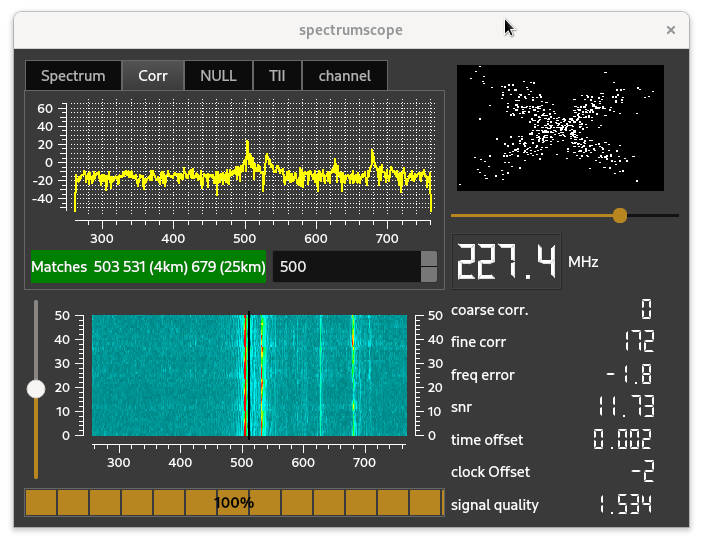 spectrumscope ×
Spectrum Corr NULL TII channel
60
40
20
0
-20
-40
300 400 500 600 700
Matches 503 531 (4km) 679 (25km) 500
227.4 MHz
50 50
40 40
30 30
20 20
10 10
0 0
300 400 500 600 700
100%
coarse corr. 0
fine corr 172
freq error -1.8
snr 11.73
time offset 0.002
clock Offset -2
signal quality 1.534